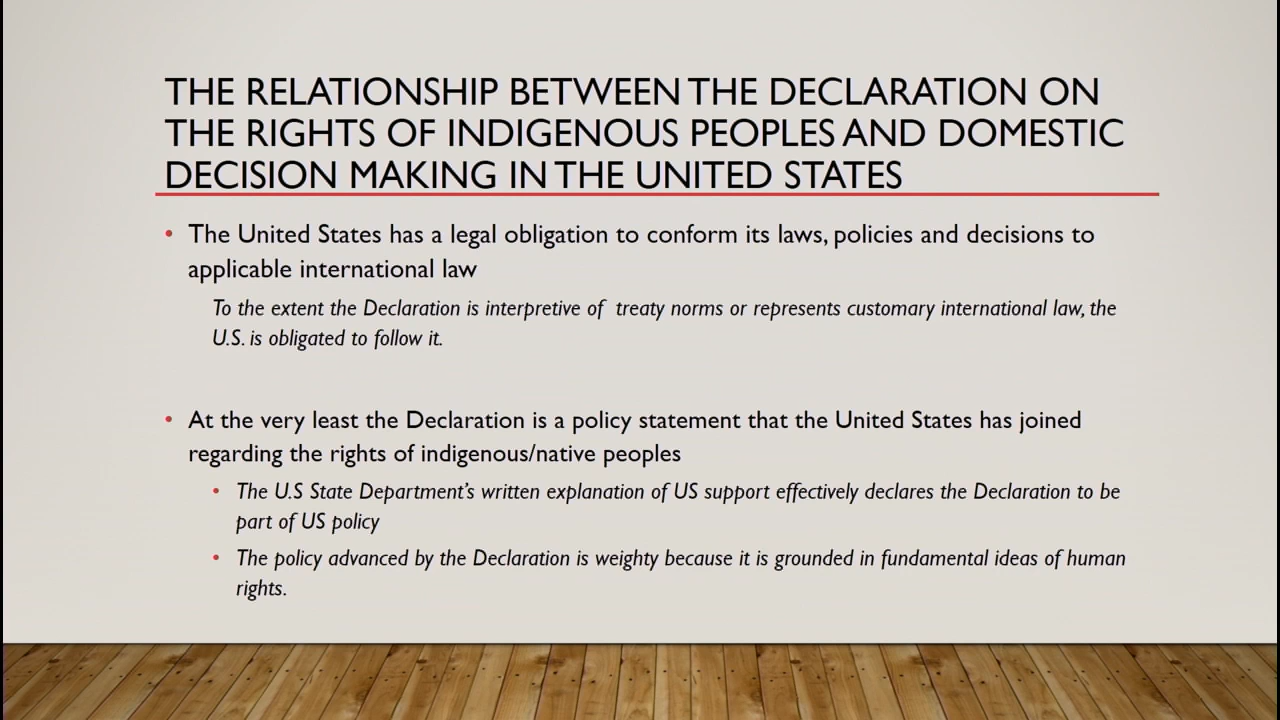 THE RELATIONSHIP BETWEEN THE DECLARATION ON
THE RIGHTS OF INDIGENOUS PEOPLES AND DOMESTIC
DECISION MAKING IN THE UNITED STATES
• The United States has a legal obligation to conform its laws, policies and decisions to
applicable international law
To the extent the Declaration is interpretive of  treaty norms or represents customary international law, the
U.S. is obligated to follow it.
• At the very least the Declaration is a policy statement that the United States has joined
regarding the rights of indigenous/native peoples
• The U.S State Department's written explanation of US support effectively declares the Declaration to be
part of US policy
• The policy advanced by the Declaration is weighty because it is grounded in fundamental ideas of human
rights.